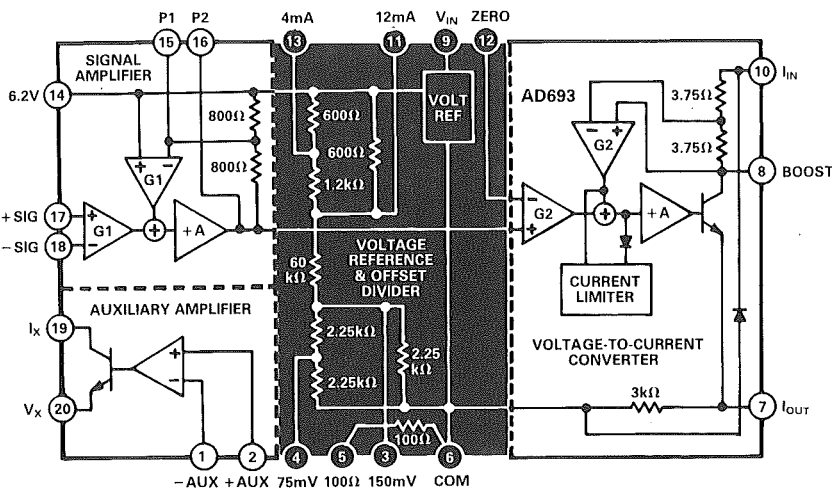 P1 P2 4mA 12mA VIN ZERO
15 16 13 11 9 12
SIGNAL
AMPLIFIER
6.2V 14
800Ω
800Ω
G1
+ -
+SIG 17
-SIG 18
+ G1 -
+
+A
AUXILIARY AMPLIFIER
IX 19
VX 20
+
-
1 2
-AUX +AUX
600Ω
600Ω
1.2kΩ
VOLT
REF
VOLTAGE
REFERENCE
& OFFSET
DIVIDER
60
kΩ
2.25kΩ
2.25
kΩ
2.25kΩ
100Ω
4 5 3 6
75mV 100Ω 150mV COM
AD693
3.75Ω
3.75Ω
10 IIN
- +
G2
8 BOOST
-
G2
+
+
+A
CURRENT
LIMITER
VOLTAGE-TO-CURRENT
CONVERTER
3kΩ
7 IOUT